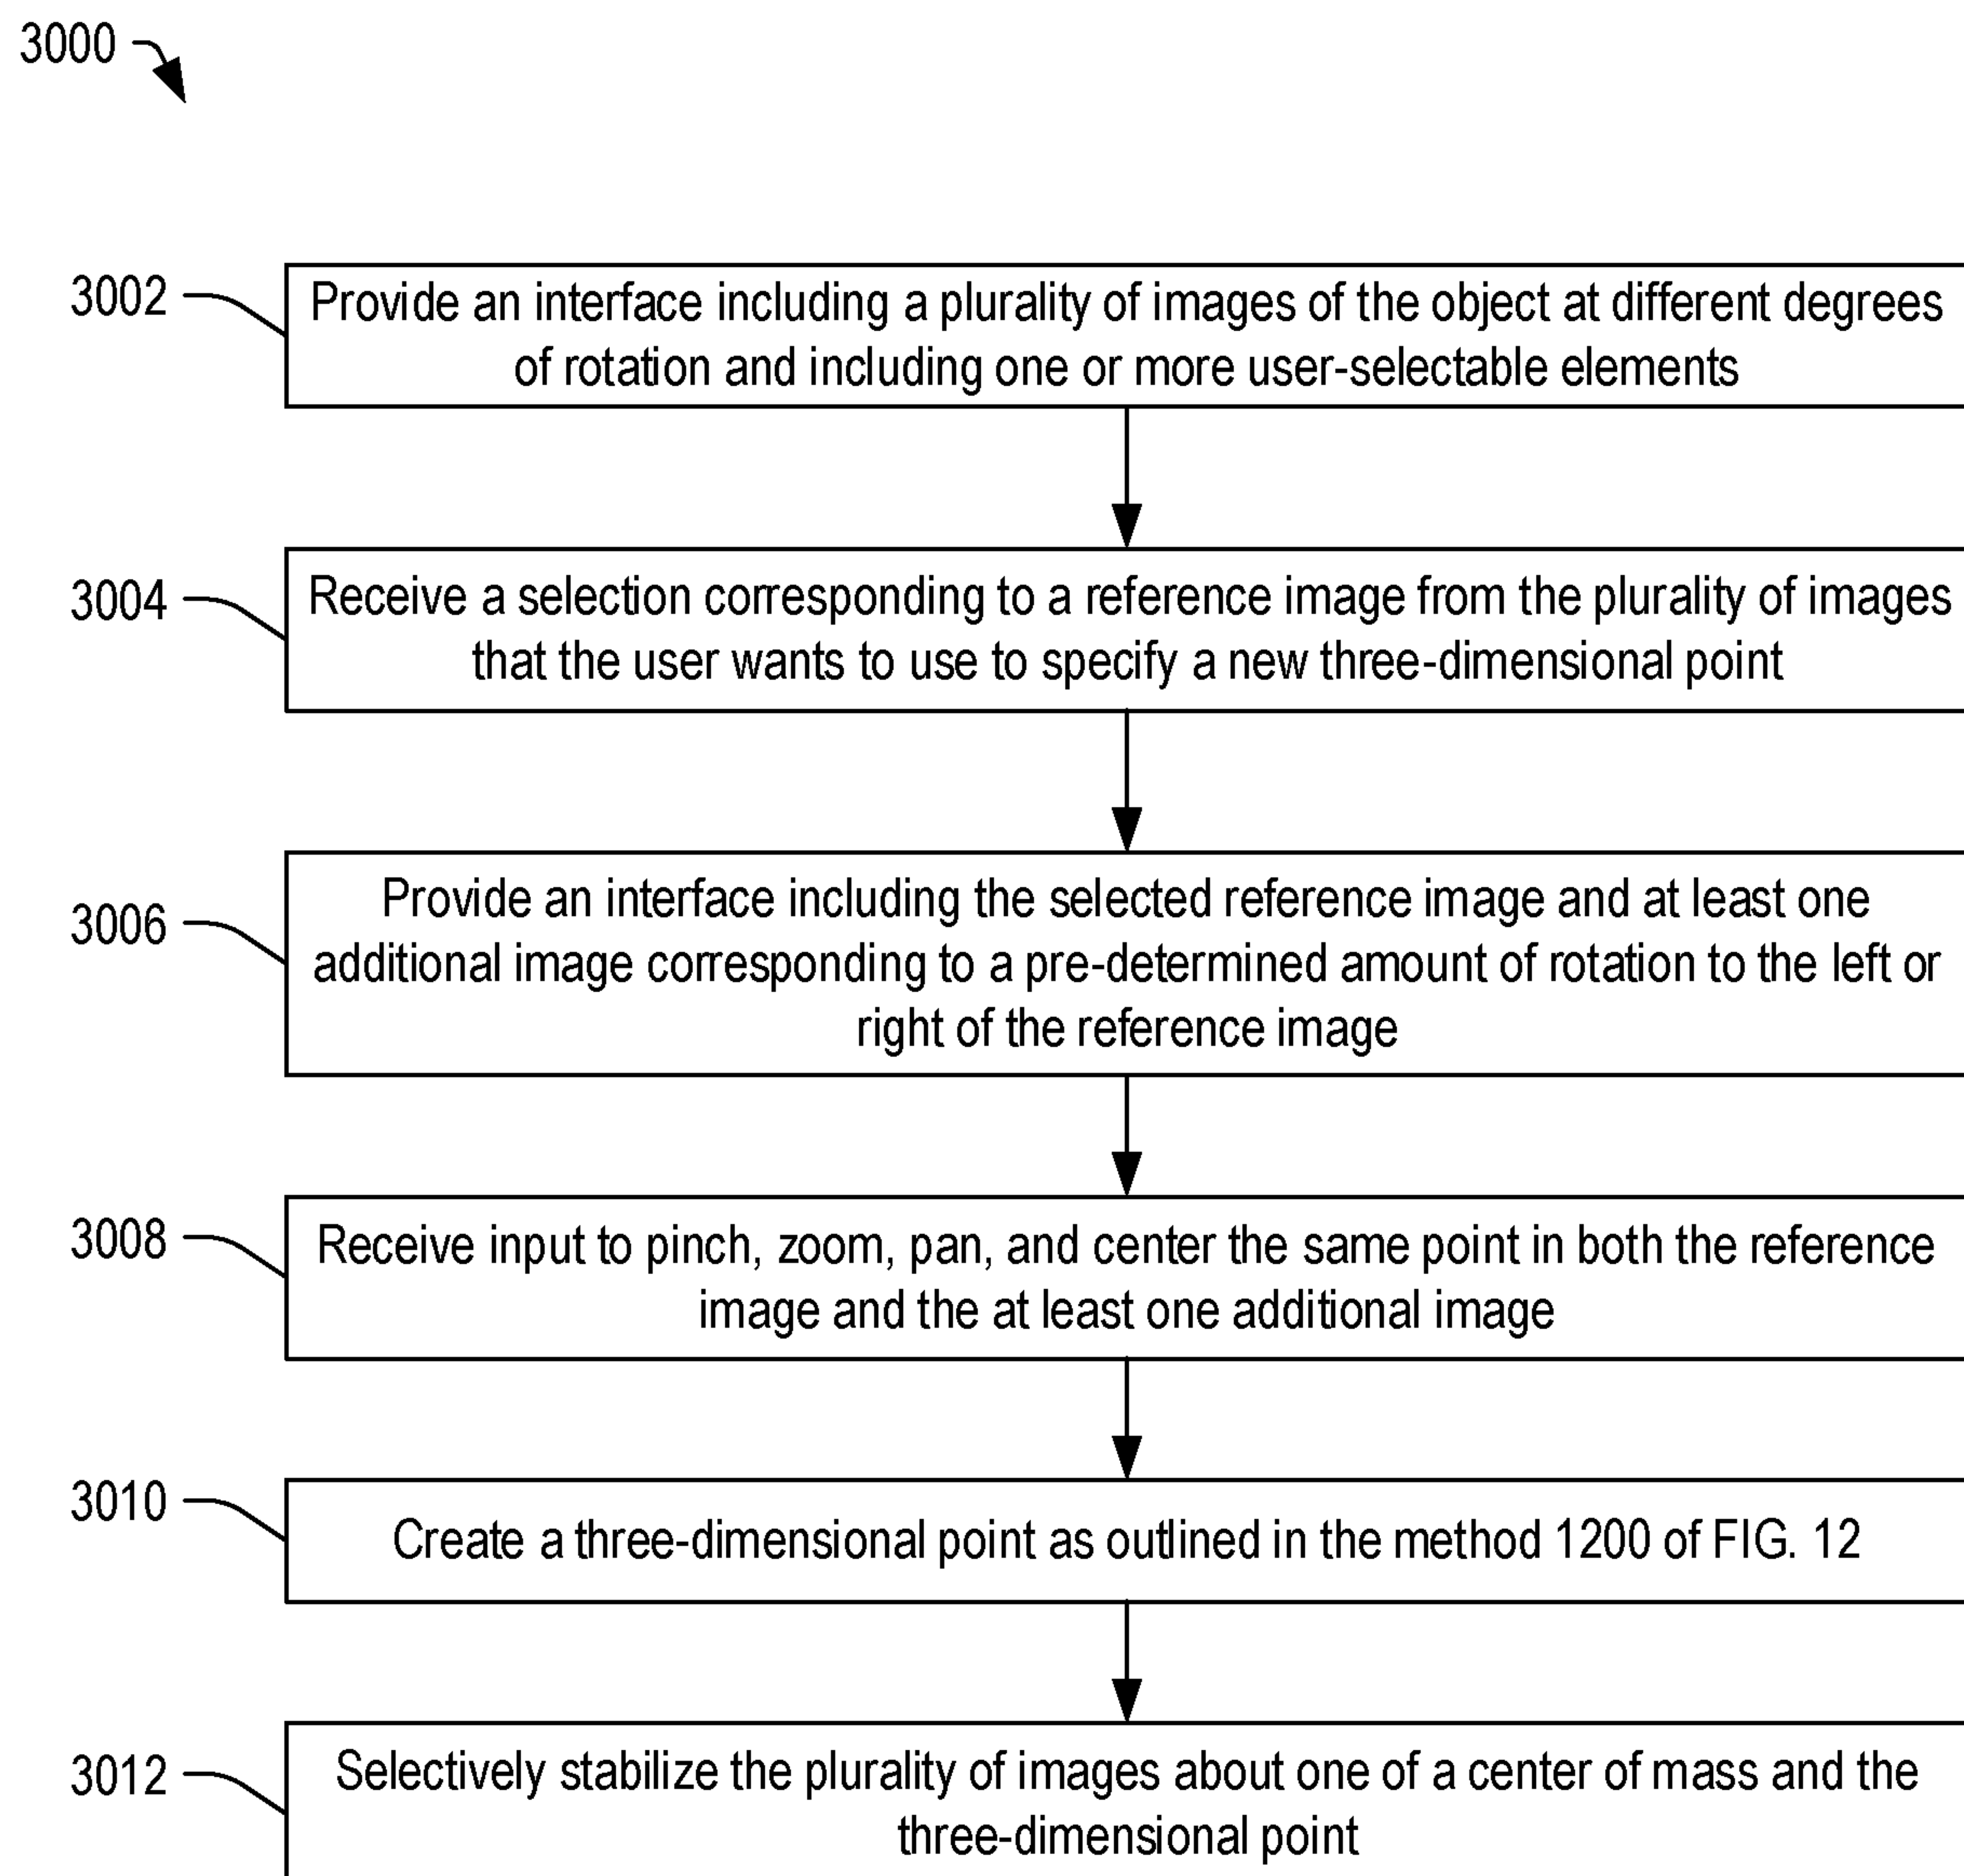 3000
3002
Provide an interface including a plurality of images of the object at different degrees
of rotation and including one or more user-selectable elements
3004
Receive a selection corresponding to a reference image from the plurality of images
that the user wants to use to specify a new three-dimensional point
3006
Provide an interface including the selected reference image and at least one
additional image corresponding to a pre-determined amount of rotation to the left or
right of the reference image
3008
Receive input to pinch, zoom, pan, and center the same point in both the reference
image and the at least one additional image
3010
Create a three-dimensional point as outlined in the method 1200 of FIG. 12
3012
Selectively stabilize the plurality of images about one of a center of mass and the
three-dimensional point